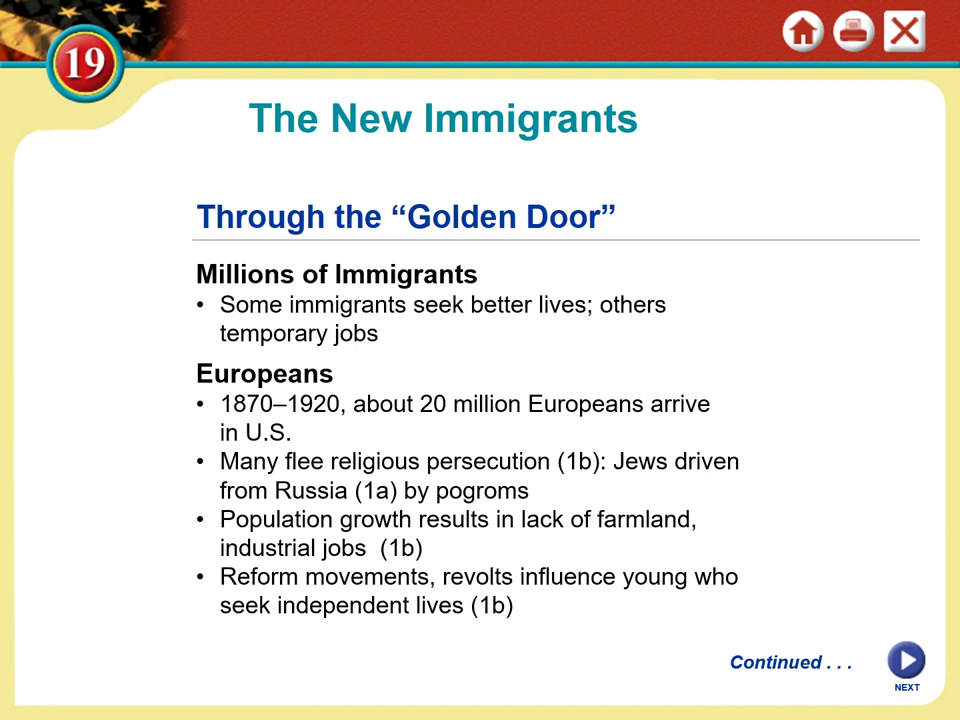 19
The New Immigrants
Through the “Golden Door”
Millions of Immigrants
• Some immigrants seek better lives; others
temporary jobs
Europeans
• 1870–1920, about 20 million Europeans arrive
in U.S.
• Many flee religious persecution (1b): Jews driven
from Russia (1a) by pogroms
• Population growth results in lack of farmland,
industrial jobs  (1b)
• Reform movements, revolts influence young who
seek independent lives (1b)
Continued . . .
NEXT